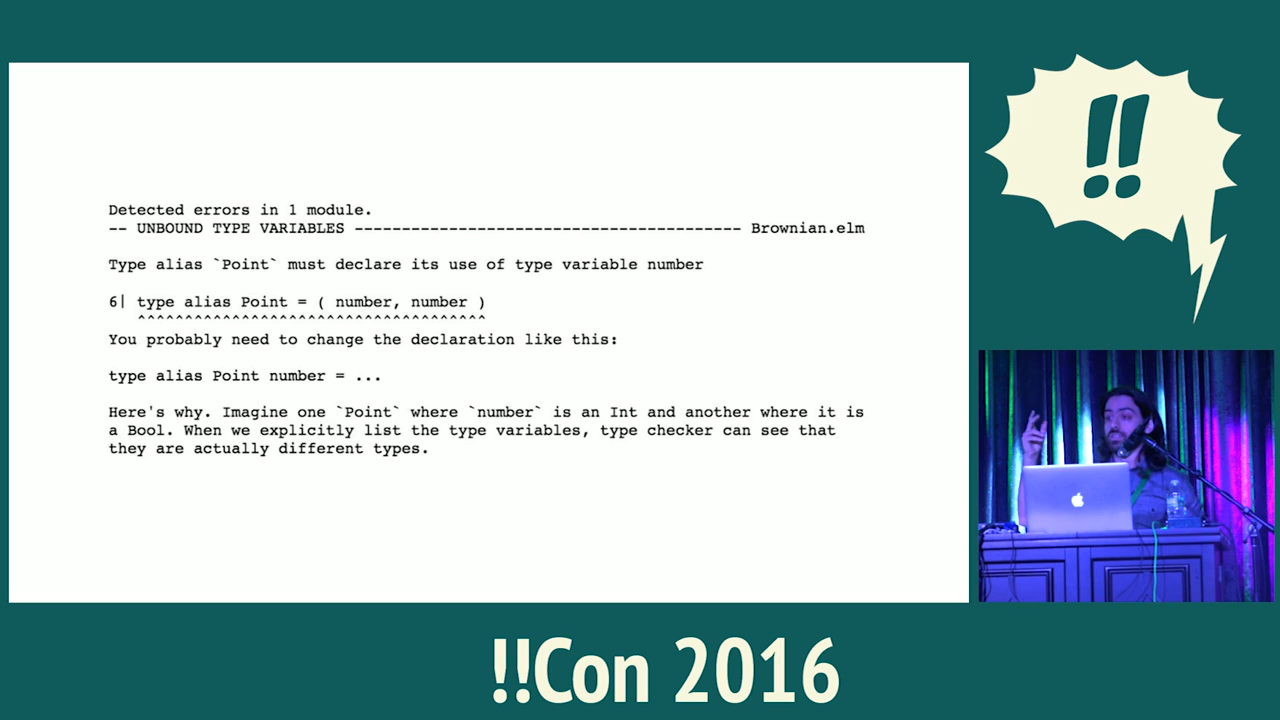 Detected errors in 1 module.
-- UNBOUND TYPE VARIABLES ----------------------------------------- Brownian.elm
Type alias `Point` must declare its use of type variable number
6| type alias Point = ( number, number )
^^^^^^^^^^^^^^^^^^^^^^^^^^^^^^^^^^^^^
You probably need to change the declaration like this:
type alias Point number = ...
Here's why. Imagine one `Point` where `number` is an Int and another where it is
a Bool. When we explicitly list the type variables, type checker can see that
they are actually different types.
!!
!!Con 2016